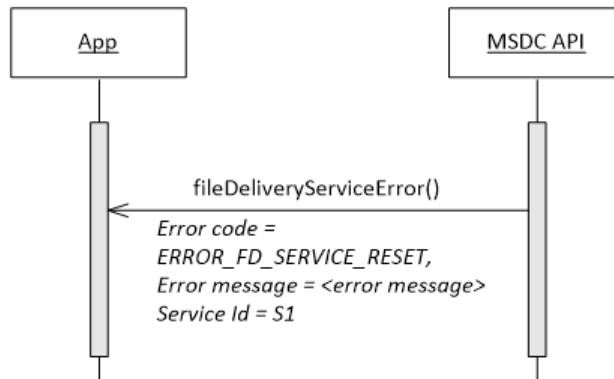 App
MSDC API
fileDeliveryServiceError()
Error code =
ERROR_FD_SERVICE_RESET,
Error message = <error message>
Service Id = S1